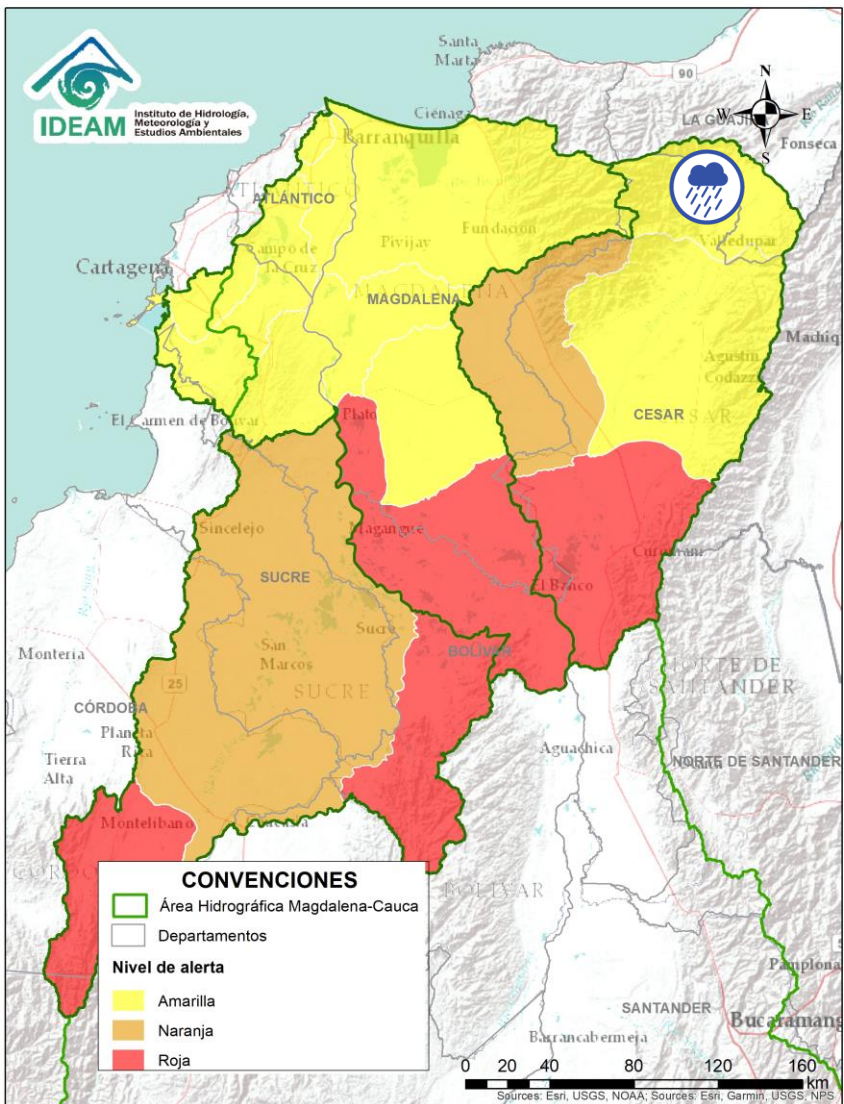 IDEAM
Instituto de Hidrología,
Meteorología y
Estudios Ambientales
Santa
Marta
90
N
W
E
S
LA GUAJI
Fonseca
Ciénaga
Barranquilla
ATLÁNTICO
Fundación
Pivijay
Valledupar
Campo de
la Cruz
Cartagena
MAGDALENA
Machiq
Agustín
Codazzi
CESAR
El Carmen de Bolívar
Plato
Sincelejo
Magangué
Curumaní
El Banco
SUCRE
Sucre
San
Marcos
BOLÍVAR
SUCRE
Montería
25
NORTE DE
SANTANDER
CÓRDOBA
Planeta
Rica
Tierra
Alta
Aguachica
NORTE DE SANTANDER
Montelíbano
BOLÍVAR
CONVENCIONES
Área Hidrográfica Magdalena-Cauca
Departamentos
Nivel de alerta
Amarilla
Naranja
Roja
Pamplona
SANTANDER
Bucaramang
Barrancabermeja
0 20 40 80 120 160
km
Sources: Esri, USGS, NOAA; Sources: Esri, Garmin, USGS, NPS